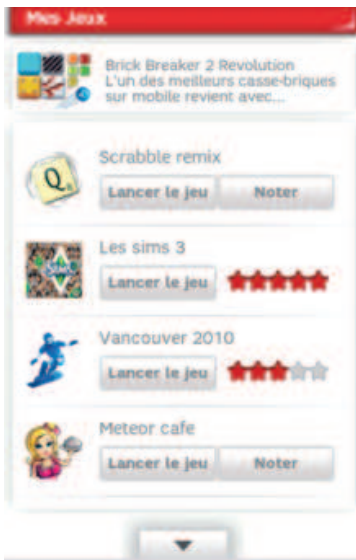 Mes Jeux
Brick Breaker 2 Revolution
L'un des meilleurs casse-briques
sur mobile revient avec...
Scrabble remix
Q
Lancer le jeu Noter
Les sims 3
Lancer le jeu
Vancouver 2010
Lancer le jeu
Meteor cafe
Lancer le jeu Noter